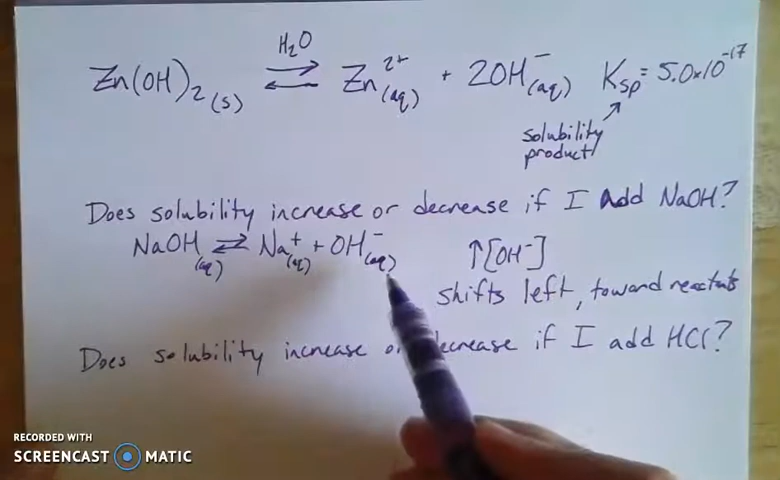 H₂O
Zn(OH)₂(s) ⇌ Zn²⁺(aq) + 2OH⁻(aq) Ksp = 5.0x10⁻¹⁷
solubility
product
Does solubility increase or decrease if I Add NaOH?
NaOH(aq) ⇌ Na⁺(aq) + OH⁻(aq) ↑[OH⁻]
shifts left, toward reactants
Does solubility increase or decrease if I add HCl?
RECORDED WITH
SCREENCAST MATIC